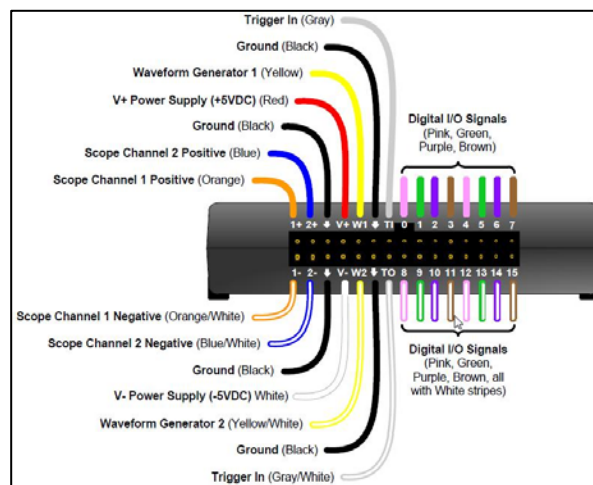 Trigger In (Gray)
Ground (Black)
Waveform Generator 1 (Yellow)
V+ Power Supply (+5VDC) (Red)
Ground (Black)
Scope Channel 2 Positive (Blue)
Scope Channel 1 Positive (Orange)
Digital I/O Signals
(Pink, Green,
Purple, Brown)
1+ 2+ V+ W1 TI 0 1 2 3 4 5 6 7
1- 2- V- W2 TO 8 9 10 11 12 13 14 15
Scope Channel 1 Negative (Orange/White)
Scope Channel 2 Negative (Blue/White)
Ground (Black)
V- Power Supply (-5VDC) White)
Waveform Generator 2 (Yellow/White)
Ground (Black)
Trigger In (Gray/White)
Digital I/O Signals
(Pink, Green,
Purple, Brown, all
with White stripes)